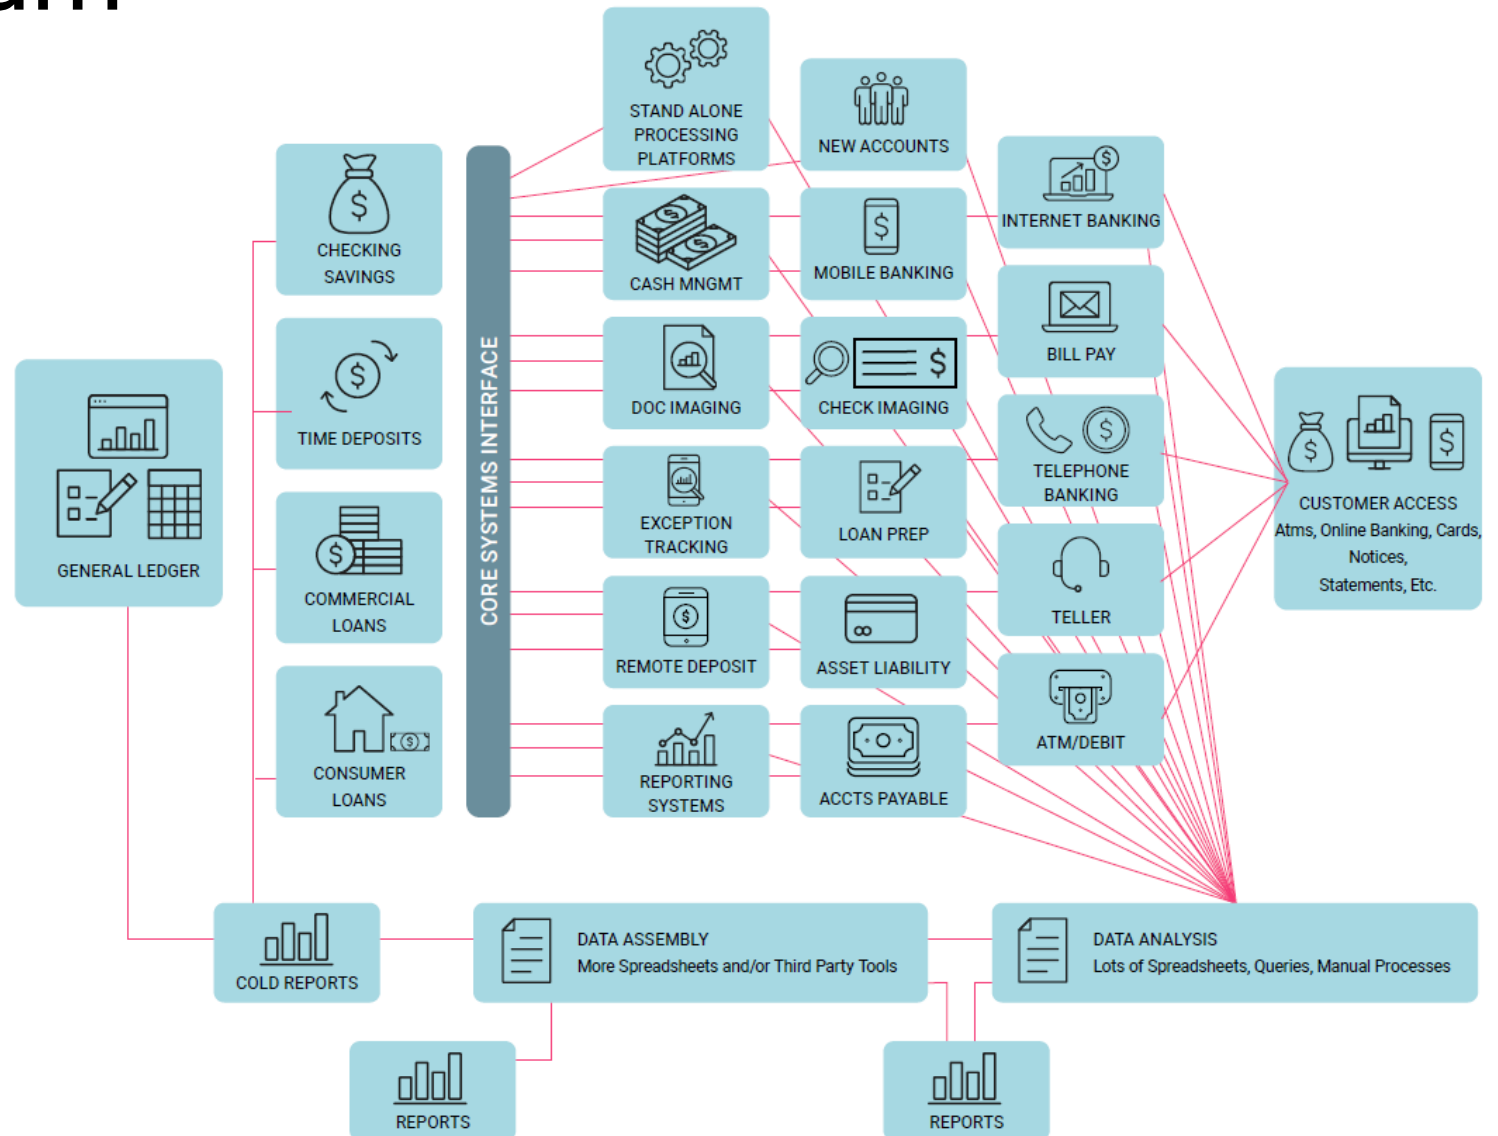 STAND ALONE
PROCESSING
PLATFORMS
NEW ACCOUNTS
INTERNET BANKING
CHECKING
SAVINGS
CASH MNGMT
MOBILE BANKING
BILL PAY
TIME DEPOSITS
DOC IMAGING
CHECK IMAGING
TELEPHONE
BANKING
GENERAL LEDGER
CORE SYSTEMS INTERFACE
COMMERCIAL
LOANS
EXCEPTION
TRACKING
LOAN PREP
TELLER
CUSTOMER ACCESS
Atms, Online Banking, Cards,
Notices,
Statements, Etc.
CONSUMER
LOANS
REMOTE DEPOSIT
ASSET LIABILITY
ATM/DEBIT
REPORTING
SYSTEMS
ACCTS PAYABLE
COLD REPORTS
DATA ASSEMBLY
More Spreadsheets and/or Third Party Tools
DATA ANALYSIS
Lots of Spreadsheets, Queries, Manual Processes
REPORTS
REPORTS